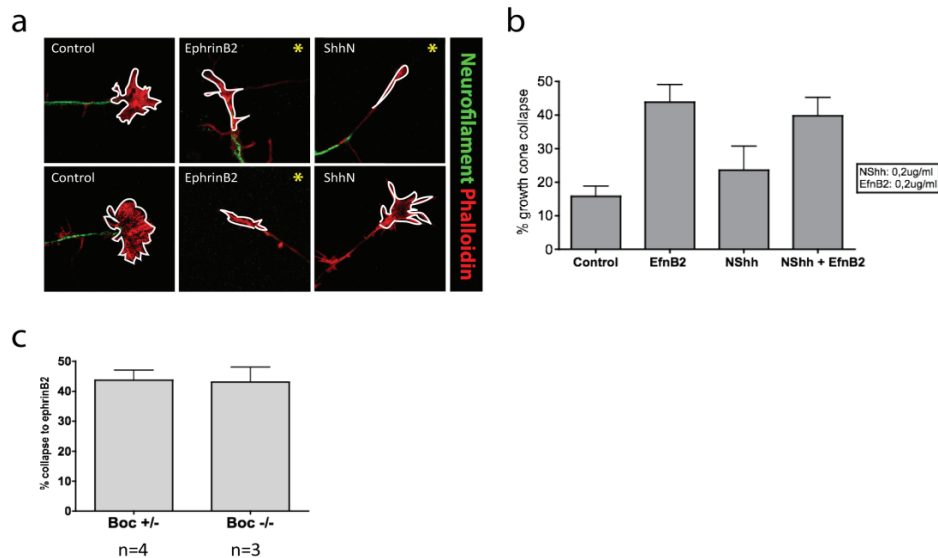 a
Control
EphrinB2
*
ShhN
*
Control
EphrinB2
*
ShhN
Neurofilament Phalloidin
b
% growth cone collapse
50
40
30
20
10
0
Control
EfnB2
NShh
NShh + EfnB2
NShh: 0,2ug/ml
EfnB2: 0,2ug/ml
c
% collapse to ephrinB2
50
40
30
20
10
0
Boc +/-
Boc -/-
n=4
n=3